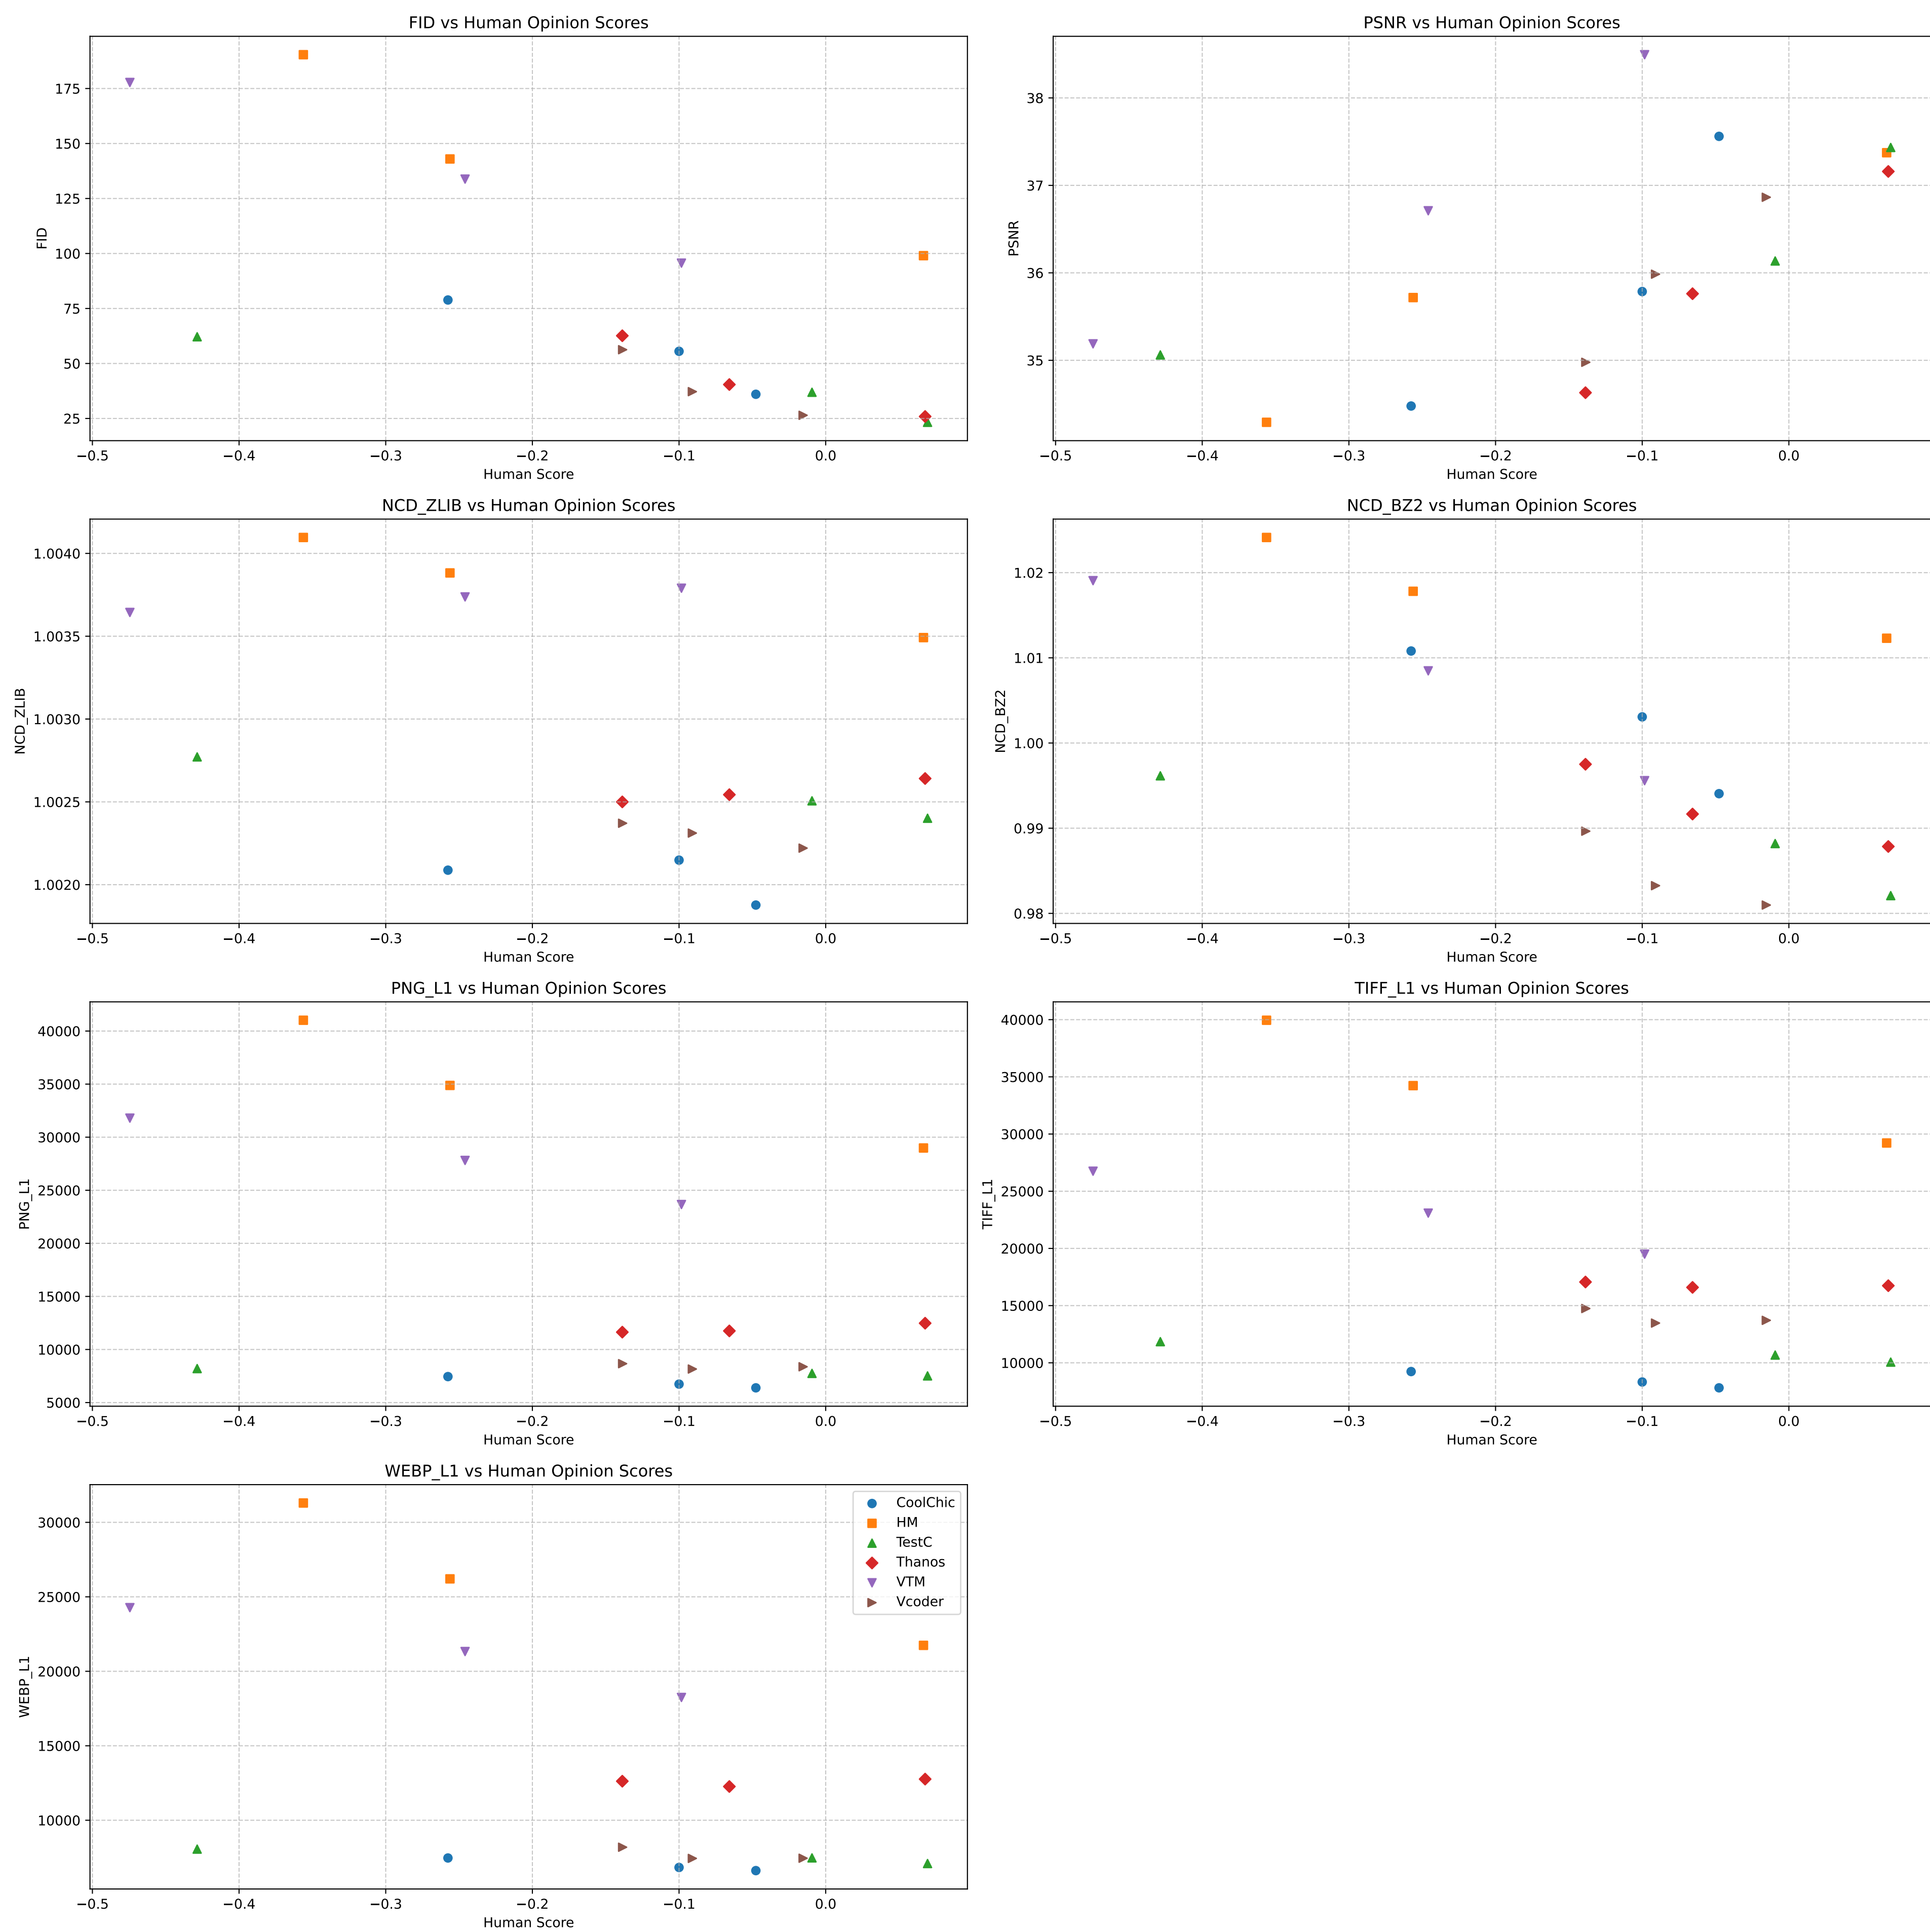 FID vs Human Opinion Scores
FID
175
150
125
100
75
50
25
−0.5 −0.4 −0.3 −0.2 −0.1 0.0
Human Score
PSNR vs Human Opinion Scores
PSNR
38
37
36
35
−0.5 −0.4 −0.3 −0.2 −0.1 0.0
Human Score
NCD_ZLIB vs Human Opinion Scores
NCD_ZLIB
1.0040
1.0035
1.0030
1.0025
1.0020
−0.5 −0.4 −0.3 −0.2 −0.1 0.0
Human Score
NCD_BZ2 vs Human Opinion Scores
NCD_BZ2
1.02
1.01
1.00
0.99
0.98
−0.5 −0.4 −0.3 −0.2 −0.1 0.0
Human Score
PNG_L1 vs Human Opinion Scores
PNG_L1
40000
35000
30000
25000
20000
15000
10000
5000
−0.5 −0.4 −0.3 −0.2 −0.1 0.0
Human Score
TIFF_L1 vs Human Opinion Scores
TIFF_L1
40000
35000
30000
25000
20000
15000
10000
−0.5 −0.4 −0.3 −0.2 −0.1 0.0
Human Score
WEBP_L1 vs Human Opinion Scores
WEBP_L1
30000
25000
20000
15000
10000
−0.5 −0.4 −0.3 −0.2 −0.1 0.0
Human Score
CoolChic
HM
TestC
Thanos
VTM
Vcoder